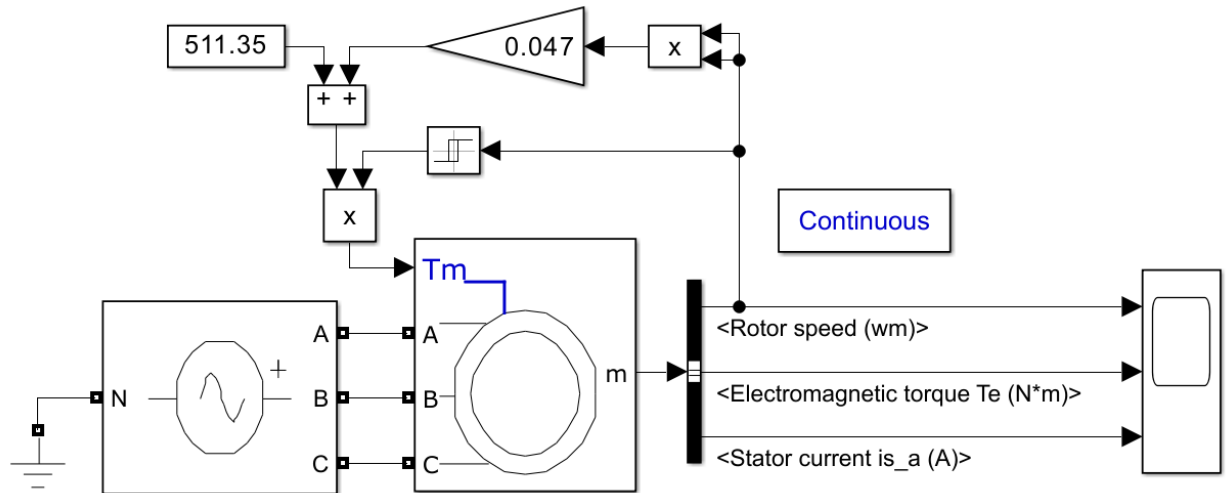 511.35
0.047
x
+ +
x
Continuous
Tm
A
A
<Rotor speed (wm)>
m
N
+
B
B
<Electromagnetic torque Te (N*m)>
C
C
<Stator current is_a (A)>